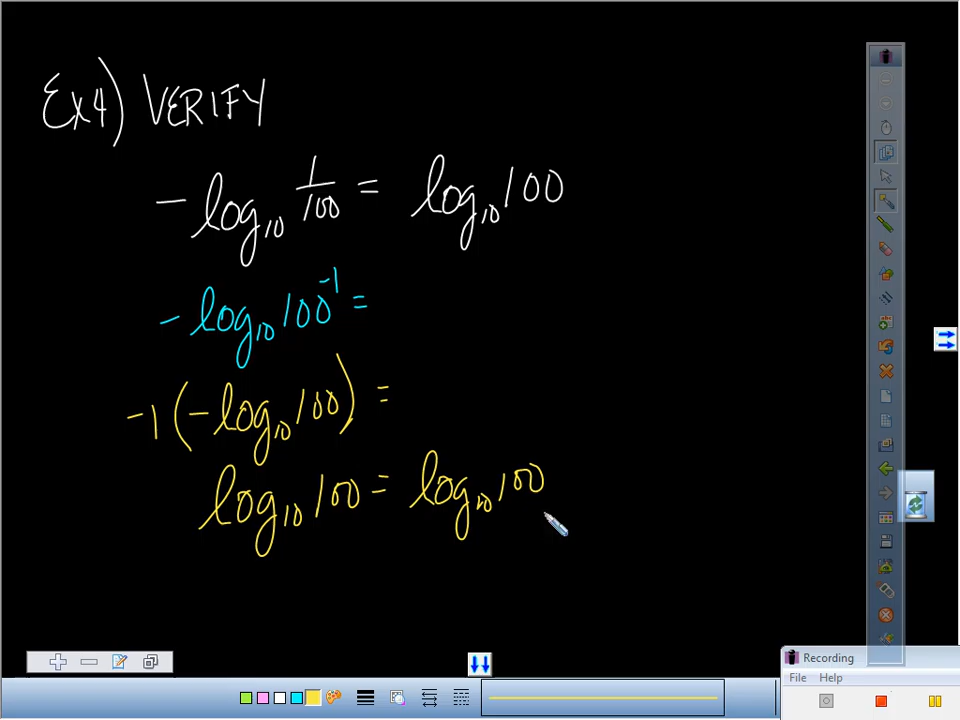 Ex4) VERIFY
-log₁₀ 1/100 = log₁₀ 100
-log₁₀ 100⁻¹ =
-1(-log₁₀ 100) =
log₁₀ 100 = log₁₀ 100
Recording
File Help